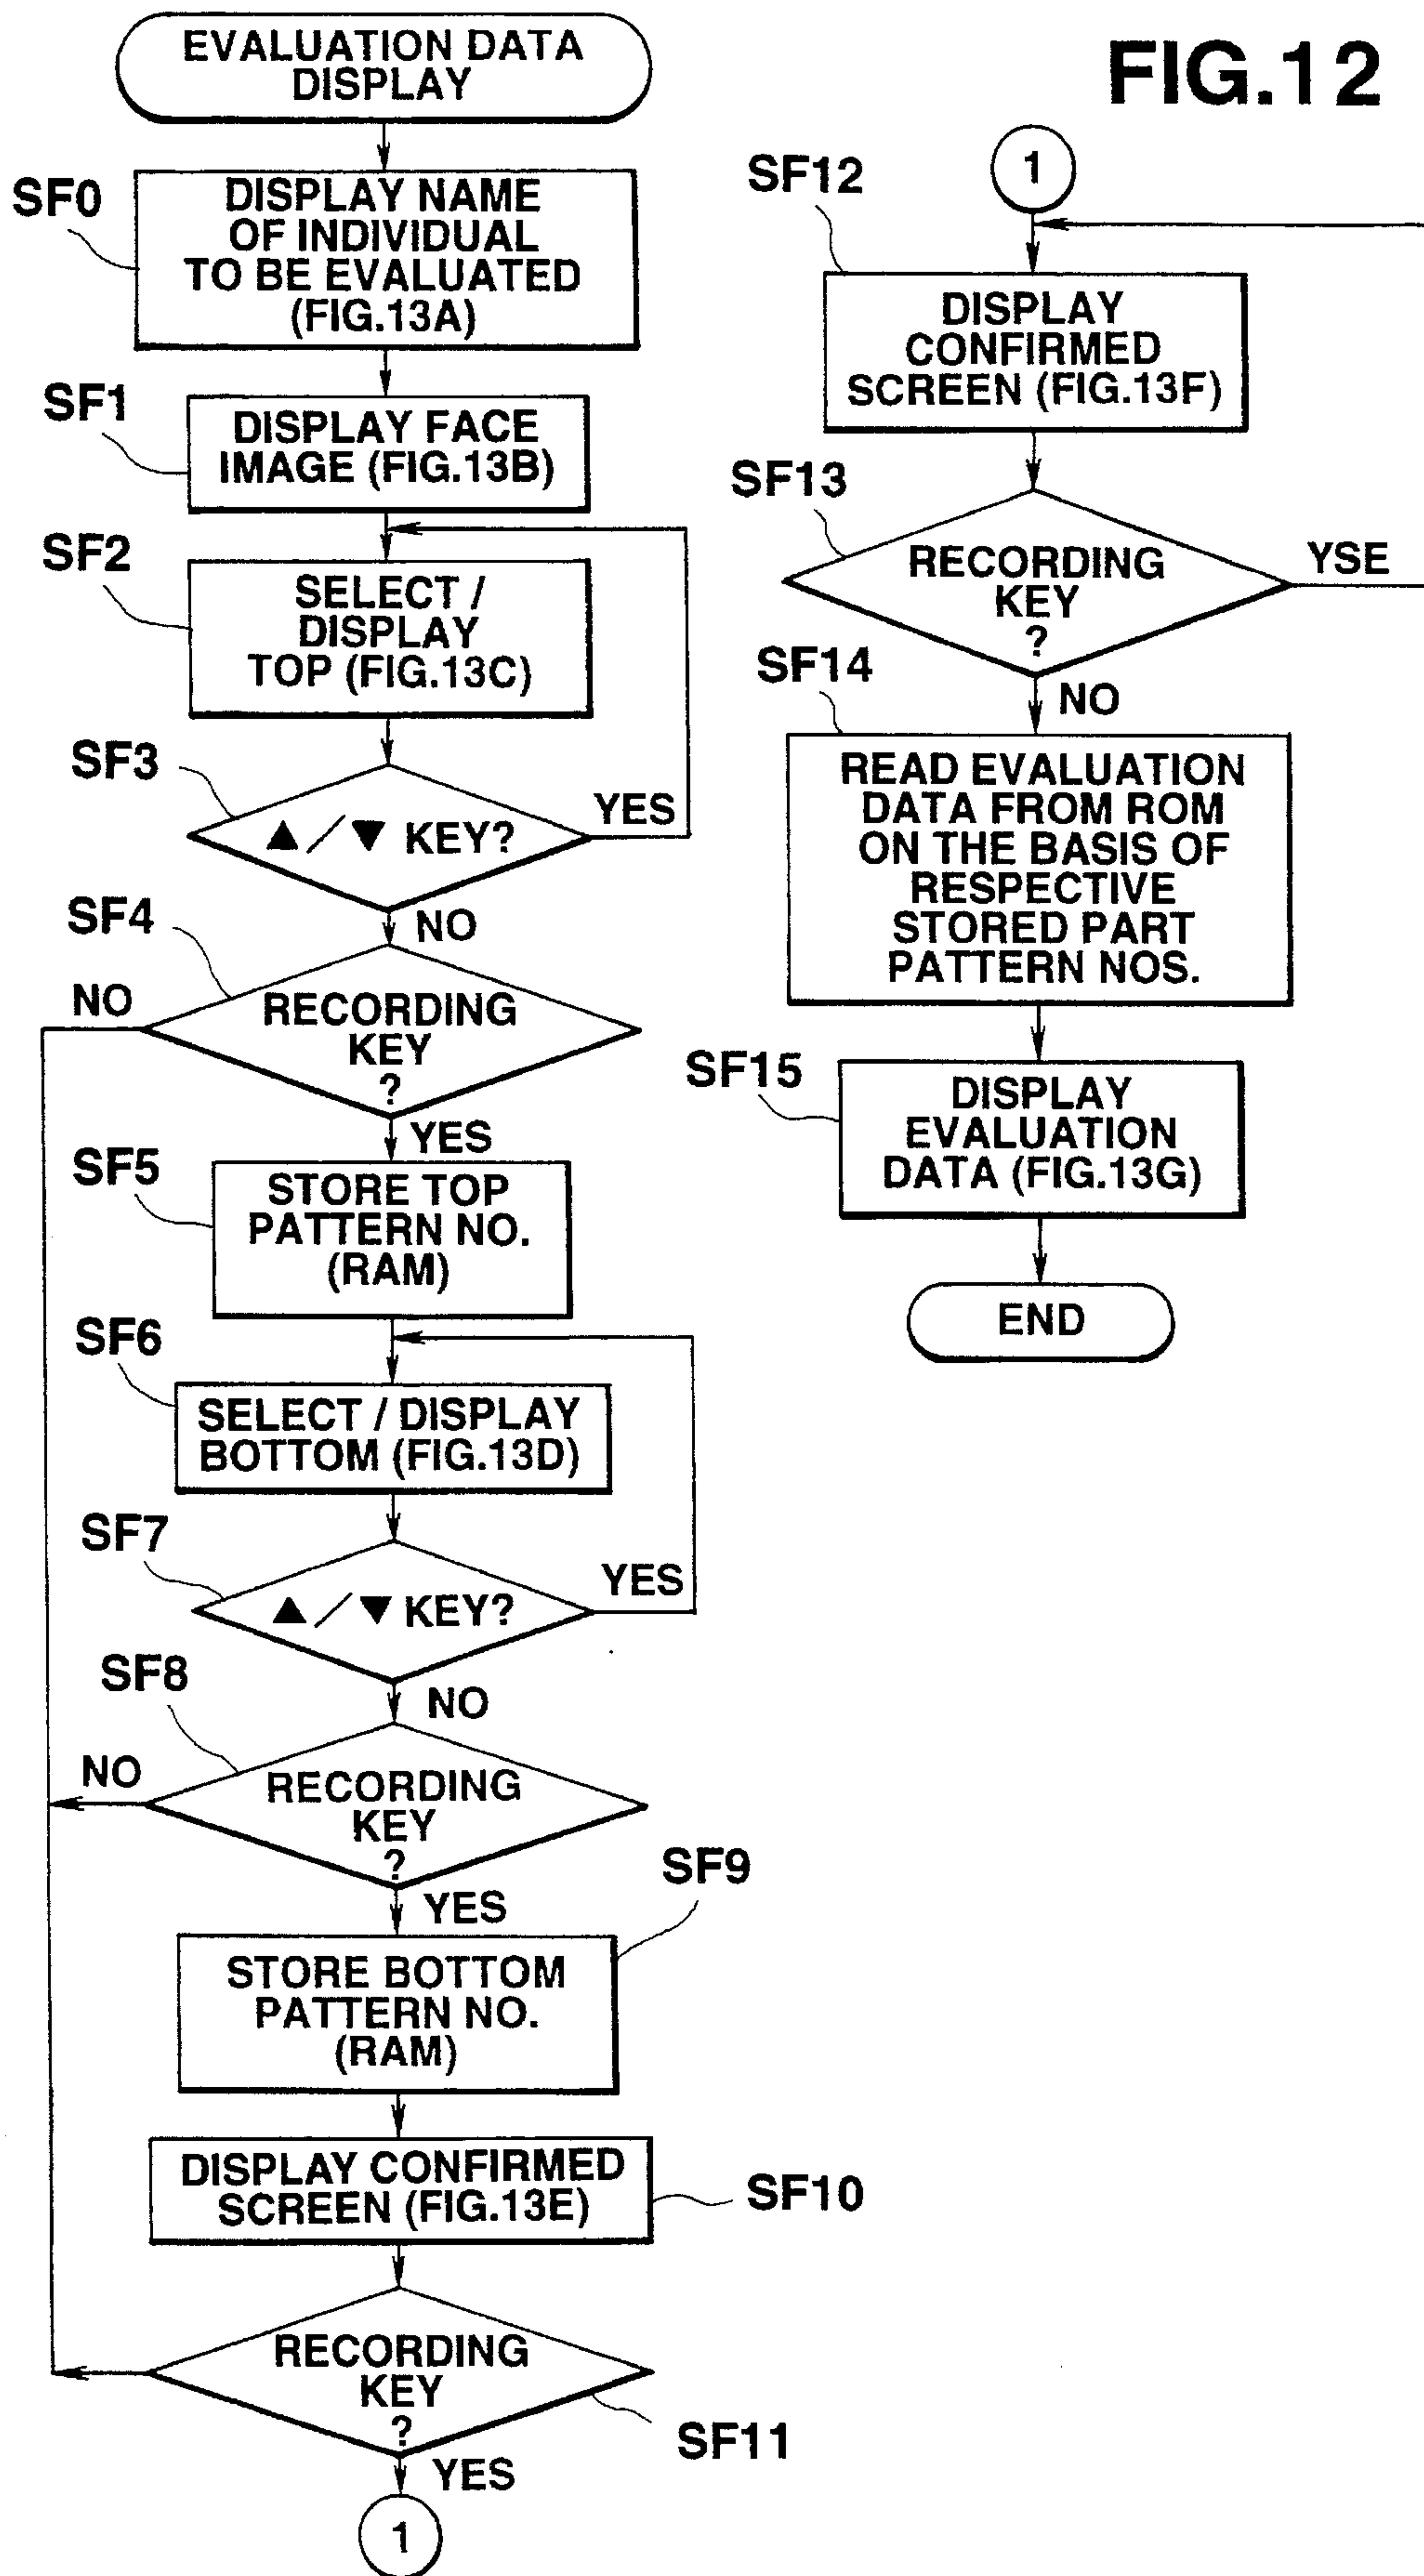 FIG.12
EVALUATION DATA
DISPLAY
SF0
DISPLAY NAME
OF INDIVIDUAL
TO BE EVALUATED
(FIG.13A)
SF1
DISPLAY FACE
IMAGE (FIG.13B)
SF2
SELECT /
DISPLAY
TOP (FIG.13C)
SF3
▲/▼ KEY?
YES
NO
SF4
RECORDING
KEY
?
NO
YES
SF5
STORE TOP
PATTERN NO.
(RAM)
SF6
SELECT / DISPLAY
BOTTOM (FIG.13D)
SF7
▲/▼ KEY?
YES
NO
SF8
RECORDING
KEY
?
NO
YES
SF9
STORE BOTTOM
PATTERN NO.
(RAM)
DISPLAY CONFIRMED
SCREEN (FIG.13E)
SF10
RECORDING
KEY
?
SF11
YES
1
1
SF12
DISPLAY
CONFIRMED
SCREEN (FIG.13F)
SF13
RECORDING
KEY
?
YSE
NO
SF14
READ EVALUATION
DATA FROM ROM
ON THE BASIS OF
RESPECTIVE
STORED PART
PATTERN NOS.
SF15
DISPLAY
EVALUATION
DATA (FIG.13G)
END